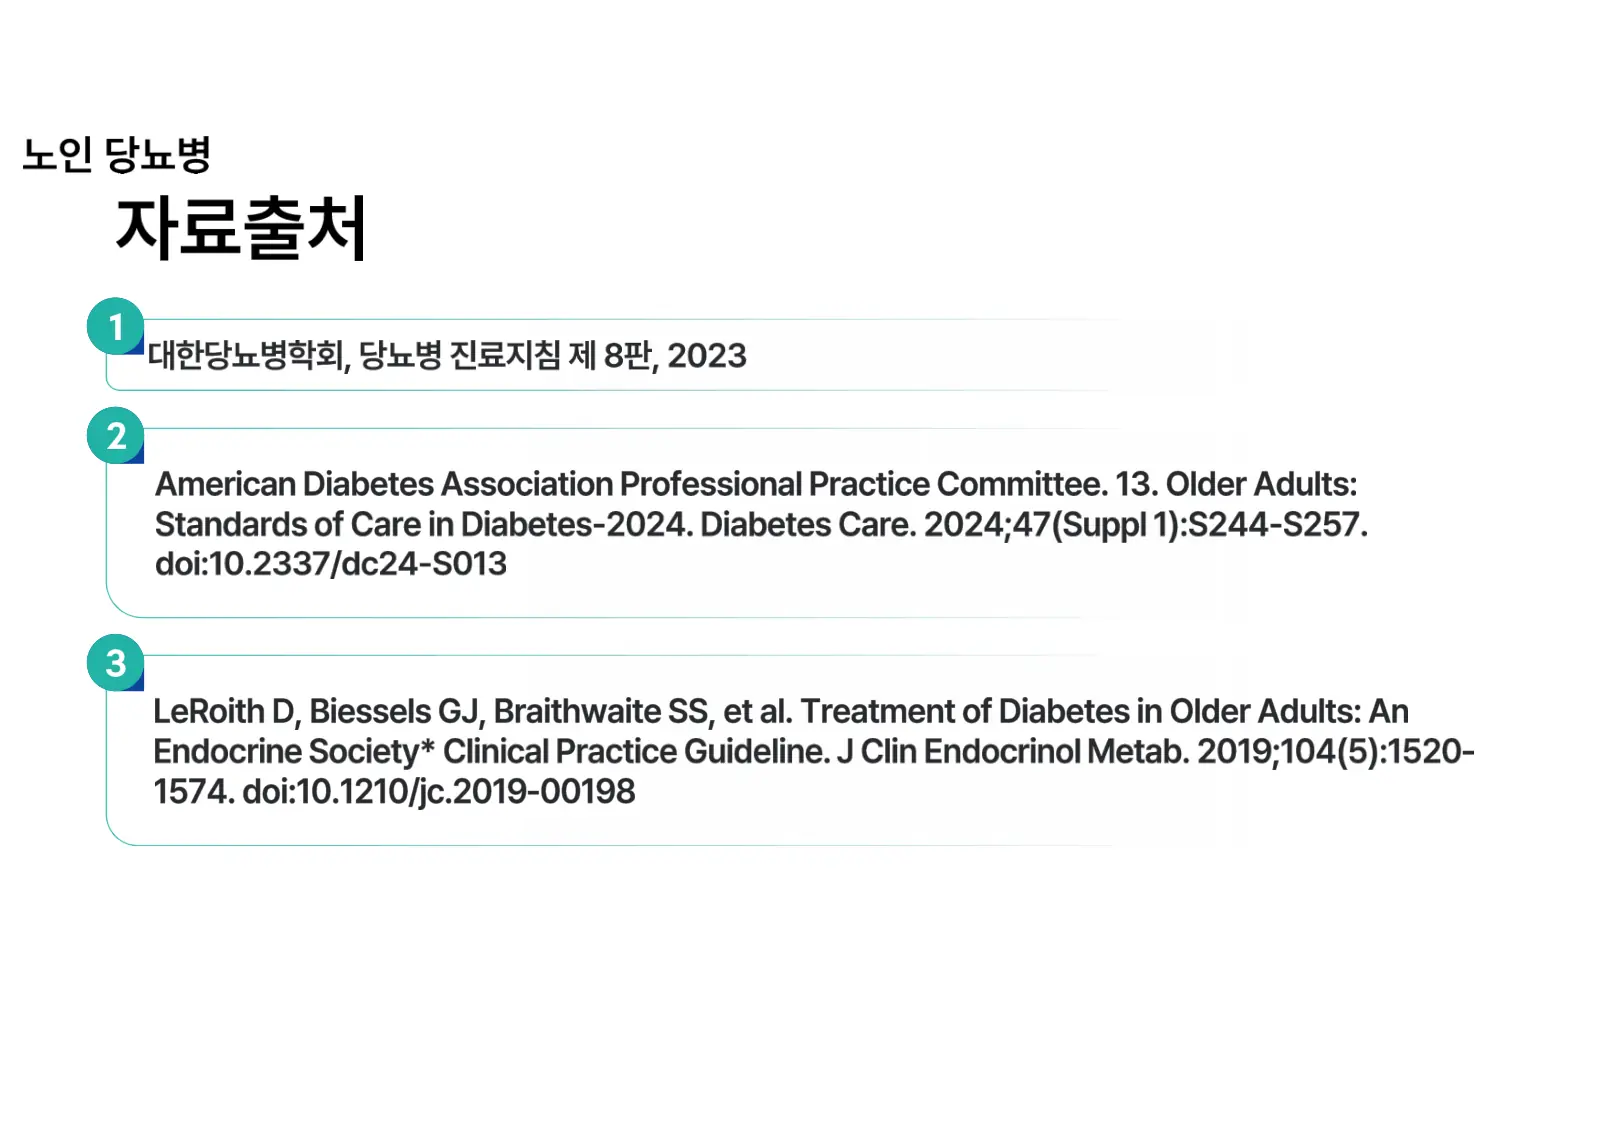 노인 당뇨병
자료출처
1
대한당뇨병학회, 당뇨병 진료지침 제 8판, 2023
2
American Diabetes Association Professional Practice Committee. 13. Older Adults:
Standards of Care in Diabetes-2024. Diabetes Care. 2024;47(Suppl 1):S244-S257.
doi:10.2337/dc24-S013
3
LeRoith D, Biessels GJ, Braithwaite SS, et al. Treatment of Diabetes in Older Adults: An
Endocrine Society* Clinical Practice Guideline. J Clin Endocrinol Metab. 2019;104(5):1520-
1574. doi:10.1210/jc.2019-00198